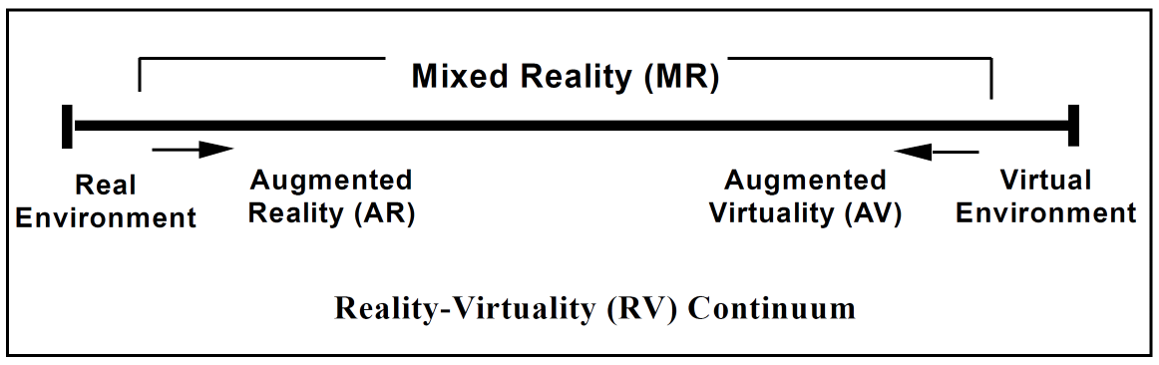 Mixed Reality (MR)
Real
Environment
Augmented
Reality (AR)
Augmented
Virtuality (AV)
Virtual
Environment
Reality-Virtuality (RV) Continuum